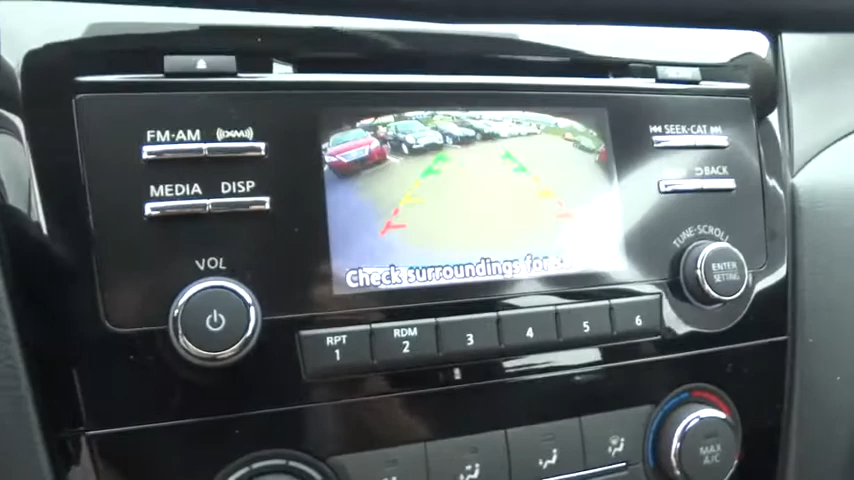 FM·AM
SEEK·CAT
MEDIA DISP
BACK
Check surroundings for
VOL
TUNE·SCROLL
ENTER
SETTING
RPT
1
RDM
2
3
4
5
6
MAX
A/C